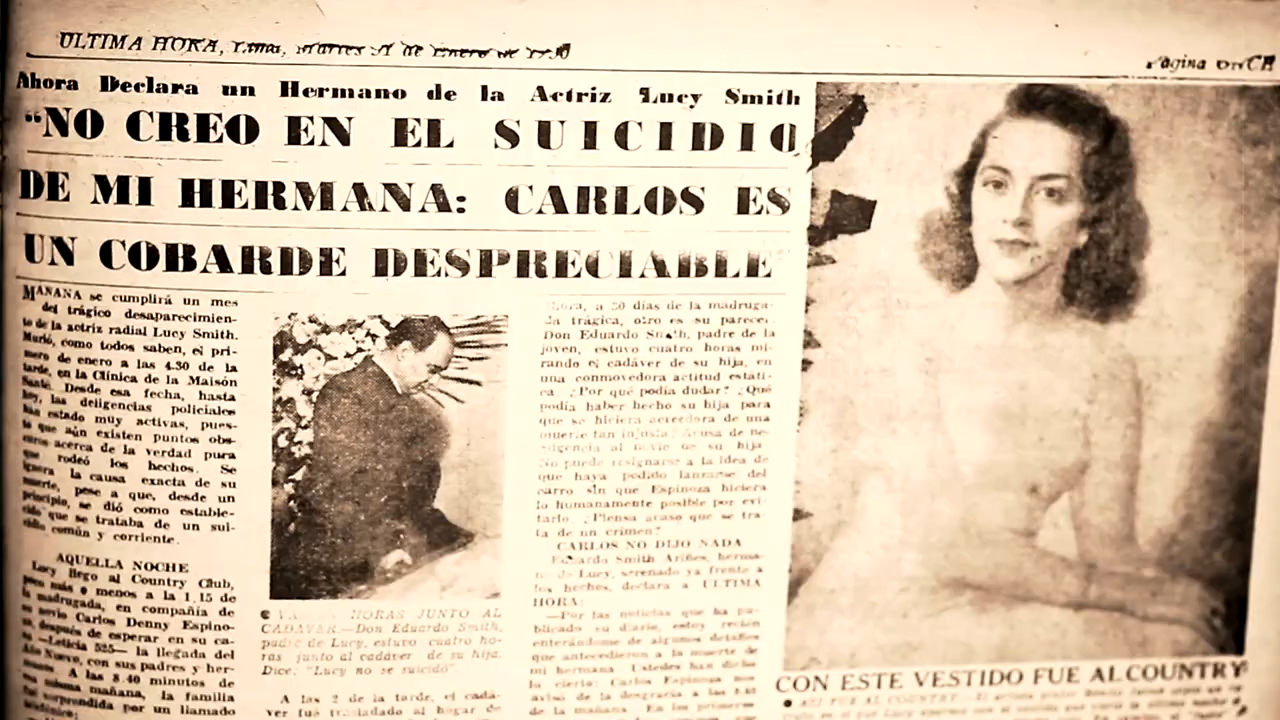 ULTIMA HORA, Lima, Martes 31 de Enero de 1950
Página ONCE
Ahora Declara un Hermano de la Actriz Lucy Smith
“NO CREO EN EL SUICIDIO
DE MI HERMANA: CARLOS ES
UN COBARDE DESPRECIABLE”
MAÑANA se cumplirá un mes
del trágico desaparecimien-
to de la actriz radial Lucy Smith.
Murió, como todos saben, el pri-
mero de enero a las 4.30 de la
tarde, en la Clínica de la Maisón
Santé. Desde esa fecha, hasta
hoy, las deligencias policiales
han estado muy activas, pues-
to que aún existen puntos obs-
curos acerca de la verdad pura
que rodeó los hechos. Se
ignora la causa exacta de su
muerte, pese a que, desde un
principio, se dió como estable-
cido que se trataba de un sui-
cidio común y corriente.
AQUELLA NOCHE
Lucy llegó al Country Club,
poco más o menos a la 1.15 de
la madrugada, en compañía de
su novio Carlos Denny Espino-
sa, después de esperar en su ca-
sa —Leticia 525— la llegada del
Año Nuevo, con sus padres y her-
manos. A las 8.40 minutos de
la misma mañana, la familia
fué sorprendida por un llamado
VARIAS HORAS JUNTO AL
CADAVER.—Don Eduardo Smith,
padre de Lucy, estuvo cuatro ho-
ras junto al cadáver de su hija.
Dice: "Lucy no se suicidó".
A las 2 de la tarde, el cadá-
ver fué trasladado al hogar de
Ahora, a 30 días de la madruga-
da trágica, otro es su parecer.
Don Eduardo Smith, padre de la
joven, estuvo cuatro horas mi-
rando el cadáver de su hija, en
una conmovedora actitud estáti-
ca. ¿Por qué podía dudar? ¿Qué
podía haber hecho su hija para
que se hiciera acreedora de una
muerte tan injusta? Acusa de ne-
gligencia al novio de su hija.
No puede resignarse a la idea de
que haya podido lanzarse del
carro sin que Espinoza hiciera
lo humanamente posible por evi-
tarlo. ¿Piensa acaso que se tra-
ta de un crimen?
CARLOS NO DIJO NADA
Eduardo Smith Ariñes, herma-
no de Lucy, serenado ya frente a
los hechos, declara a ULTIMA
HORA:
—Por las noticias que ha pu-
blicado su diario, estoy recién
enterándome de algunos detalles
que antecedieron a la muerte de
mi hermana. Ustedes han dicho
lo cierto: Carlos Espinosa nos
avisó de la desgracia a las 8.40
de la mañana. En los primeros
CON ESTE VESTIDO FUE AL COUNTRY
ASI FUE AL COUNTRY